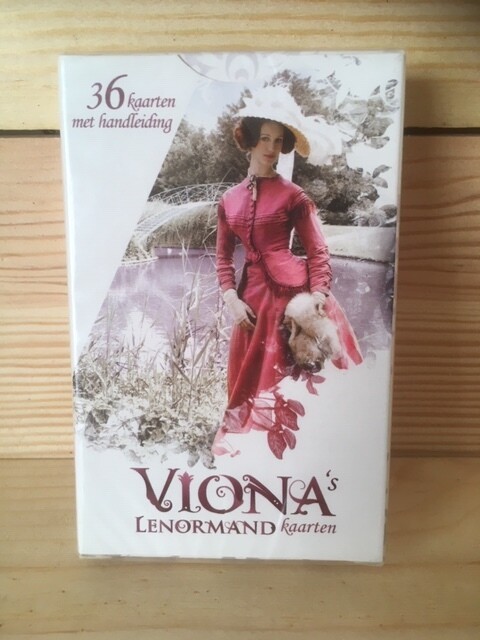 36 kaarten
met handleiding
VIONA's
LENORMAND kaarten